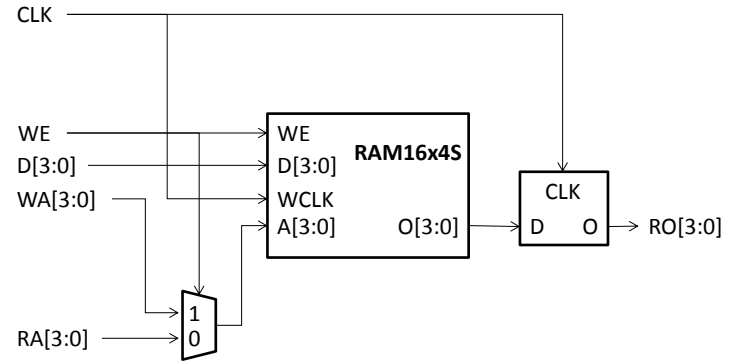 CLK
WE
D[3:0]
WA[3:0]
RA[3:0]
1
0
RAM16x4S
WE
D[3:0]
WCLK
A[3:0] O[3:0]
CLK
D O
RO[3:0]